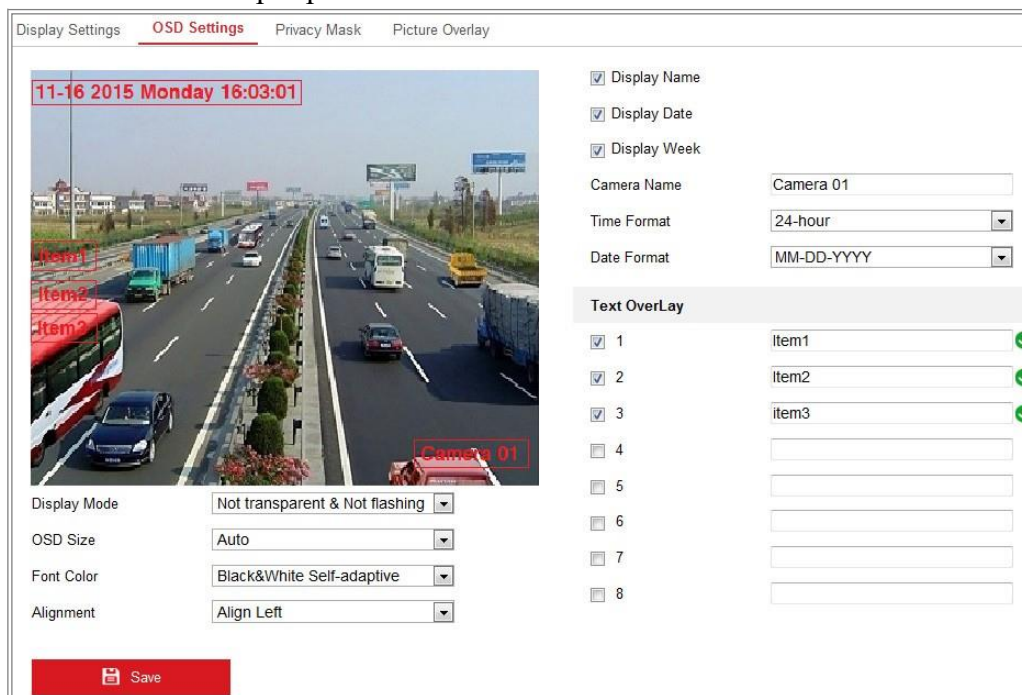 Display Settings OSD Settings Privacy Mask Picture Overlay
11-16 2015 Monday 16:03:01
Item1
Item2
Item3
Camera 01
Display Mode Not transparent & Not flashing
OSD Size Auto
Font Color Black&White Self-adaptive
Alignment Align Left
Save
Display Name
Display Date
Display Week
Camera Name Camera 01
Time Format 24-hour
Date Format MM-DD-YYYY
Text OverLay
1 Item1
2 Item2
3 item3
4
5
6
7
8